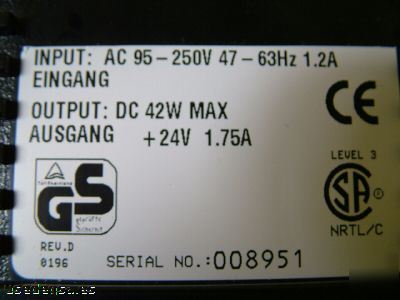 INPUT: AC 95-250V 47-63Hz 1.2A
EINGANG
OUTPUT: DC 42W MAX
AUSGANG +24V 1.75A
CE
LEVEL 3
GS
geprüfte
Sicherheit
SA
NRTL/C
REV.D
0196
SERIAL NO.: 008951